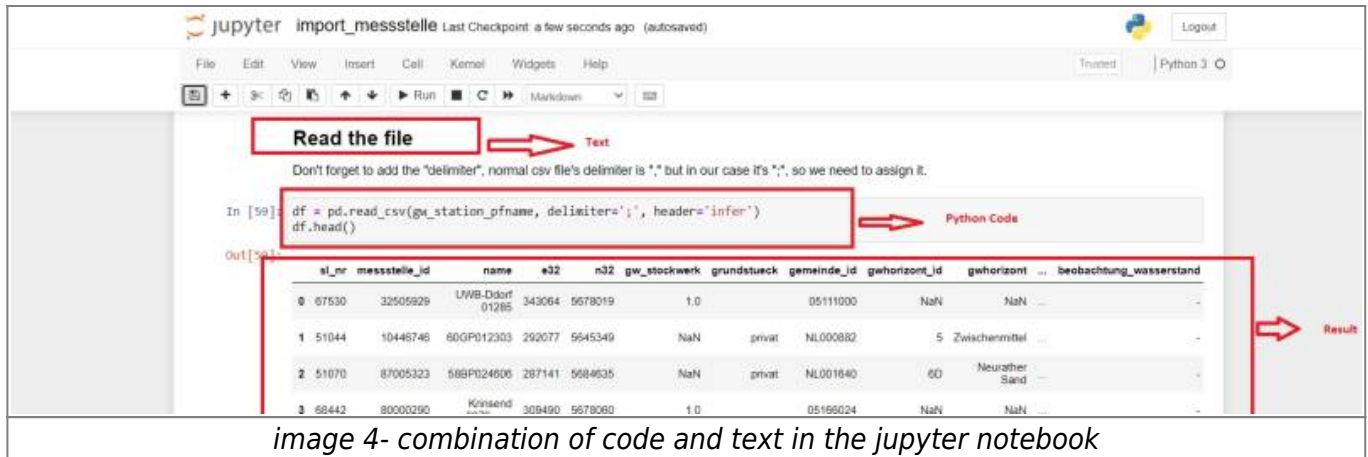 jupyter import_messstelle Last Checkpoint: a few seconds ago (autosaved)
Logout
File Edit View Insert Cell Kernel Widgets Help
Trusted
Python 3
Run
Markdown
Read the file
Text
Don't forget to add the "delimiter", normal csv file's delimiter is "," but in our case it's ";", so we need to assign it.
In [59]: df = pd.read_csv(gw_station_pfname, delimiter=';', header='infer')
df.head()
Python Code
Out[59]:
sl_nr messstelle_id name e32 n32 gw_stockwerk grundstueck gemeinde_id gwhorizont_id gwhorizont ... beobachtung_wasserstand
0 67530 32505929 UWB-Ddorf 01285 343064 5678019 1.0 05111000 NaN NaN ... -
1 51044 10446746 60GP012303 292077 5645349 NaN privat NL000882 5 Zwischenmittel ... -
2 51070 87005323 58BP024606 287141 5684635 NaN privat NL001640 6D Neurather Sand ... -
3 68442 80000290 Krinsend 309490 5678060 1.0 05166024 NaN NaN ... -
Result
image 4- combination of code and text in the jupyter notebook